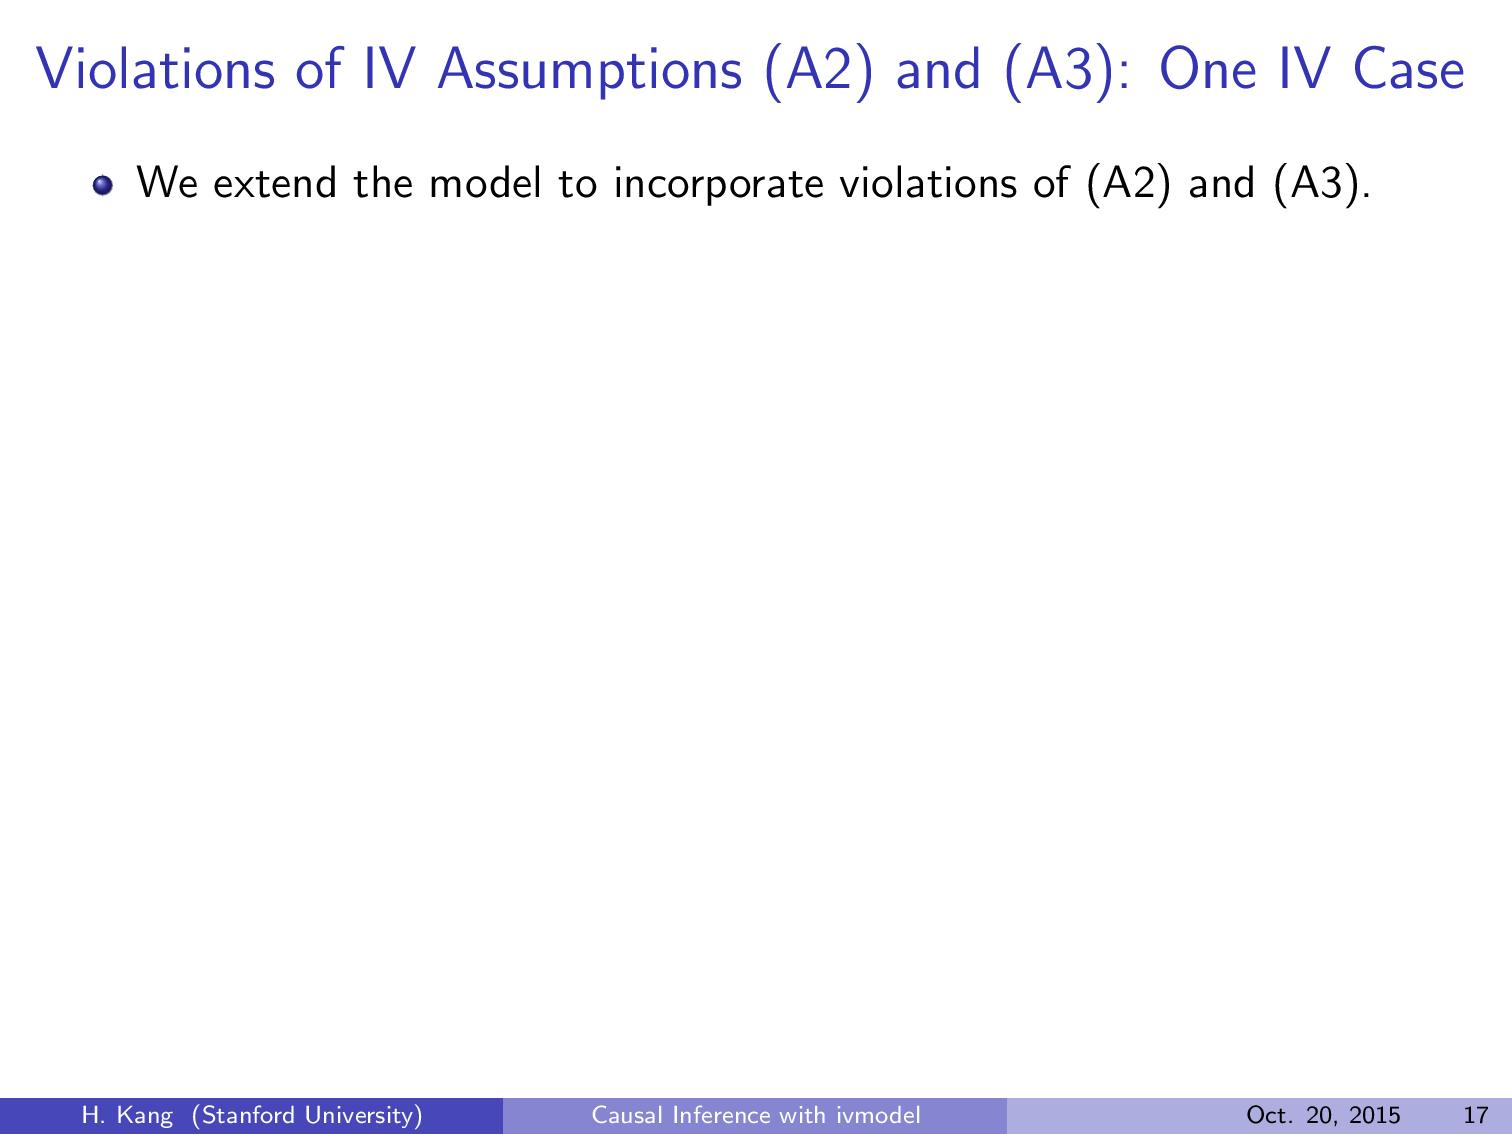 Violations of IV Assumptions (A2) and (A3): One IV Case
We extend the model to incorporate violations of (A2) and (A3).
H. Kang (Stanford University) Causal Inference with ivmodel Oct. 20, 2015 17